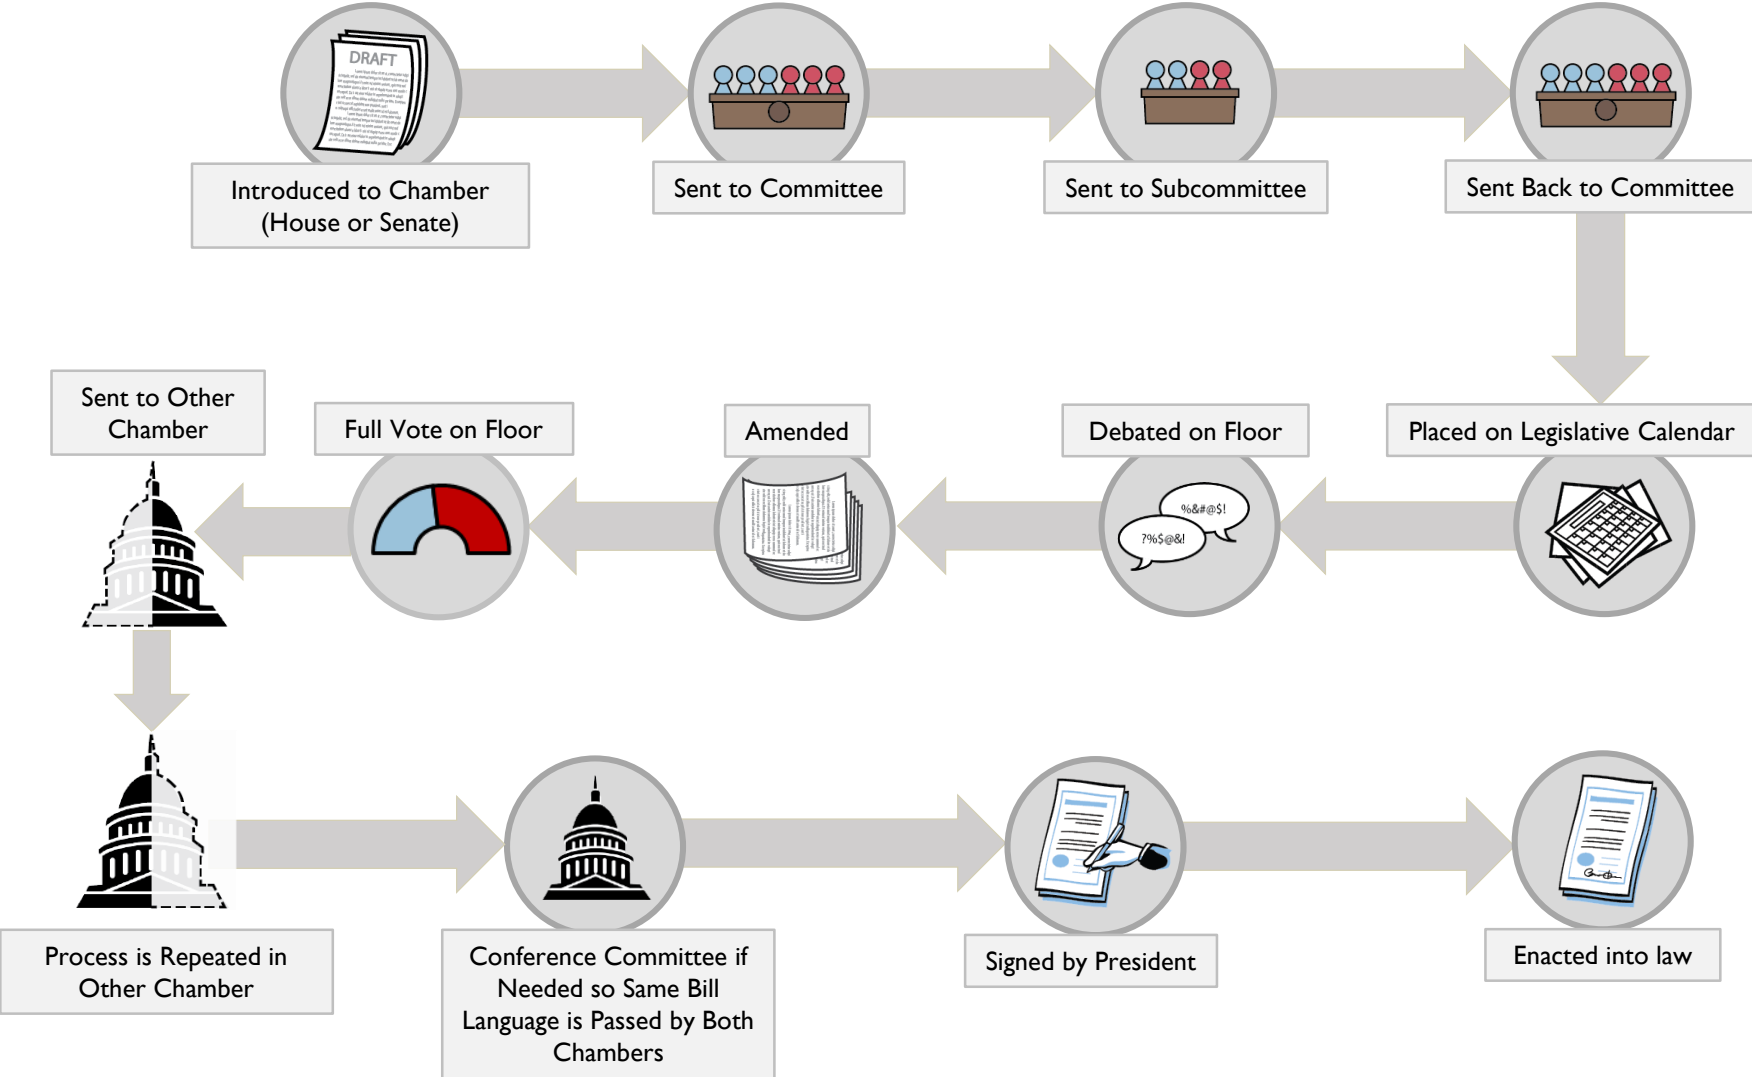 DRAFT
Introduced to Chamber
(House or Senate)
Sent to Committee
Sent to Subcommittee
Sent Back to Committee
Placed on Legislative Calendar
Debated on Floor
%&#@$!
?%$@&!
Amended
Full Vote on Floor
Sent to Other
Chamber
Process is Repeated in
Other Chamber
Conference Committee if
Needed so Same Bill
Language is Passed by Both
Chambers
Signed by President
Enacted into law